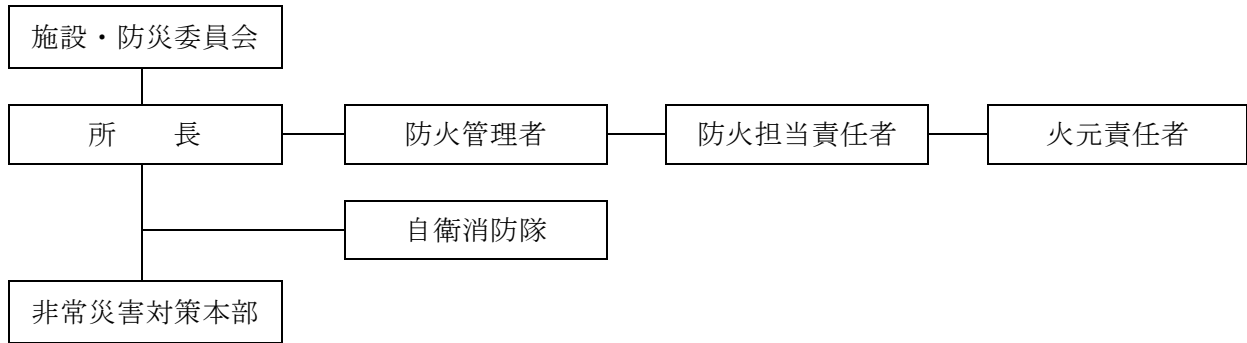 施設・防災委員会
所　　長
防火管理者
防火担当責任者
火元責任者
自衛消防隊
非常災害対策本部